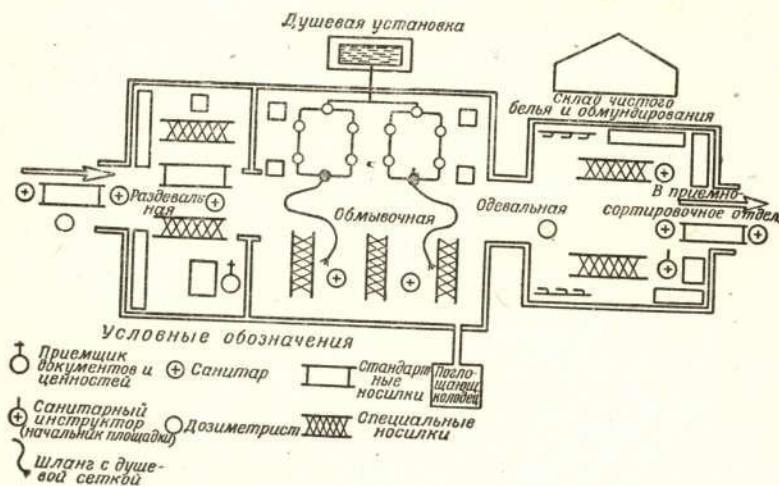 Душевая установка
Склад чистого
белья и обмундирования
Раздеваль-
ная
Обмывочная
Одевальная
В приемно-
сортировочное отдел
Условные обозначения
Приемщик
документов и
ценностей
Санитар
Стандарт
ные
носилки
Погло-
щающ.
колодец
Санитарный
инструктор
(начальник площадки)
Дозиметрист
Специальные
носилки
Шланг с душе-
вой сеткой